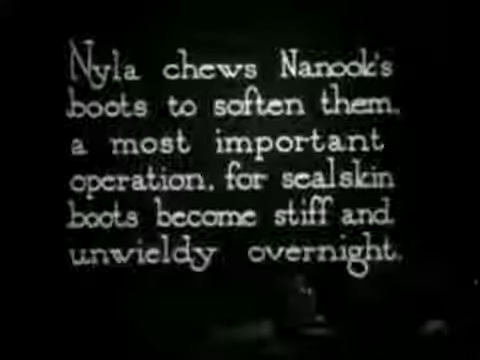 Nyla chews Nanook's
boots to soften them,
a most important
operation, for sealskin
boots become stiff and
unwieldy overnight.